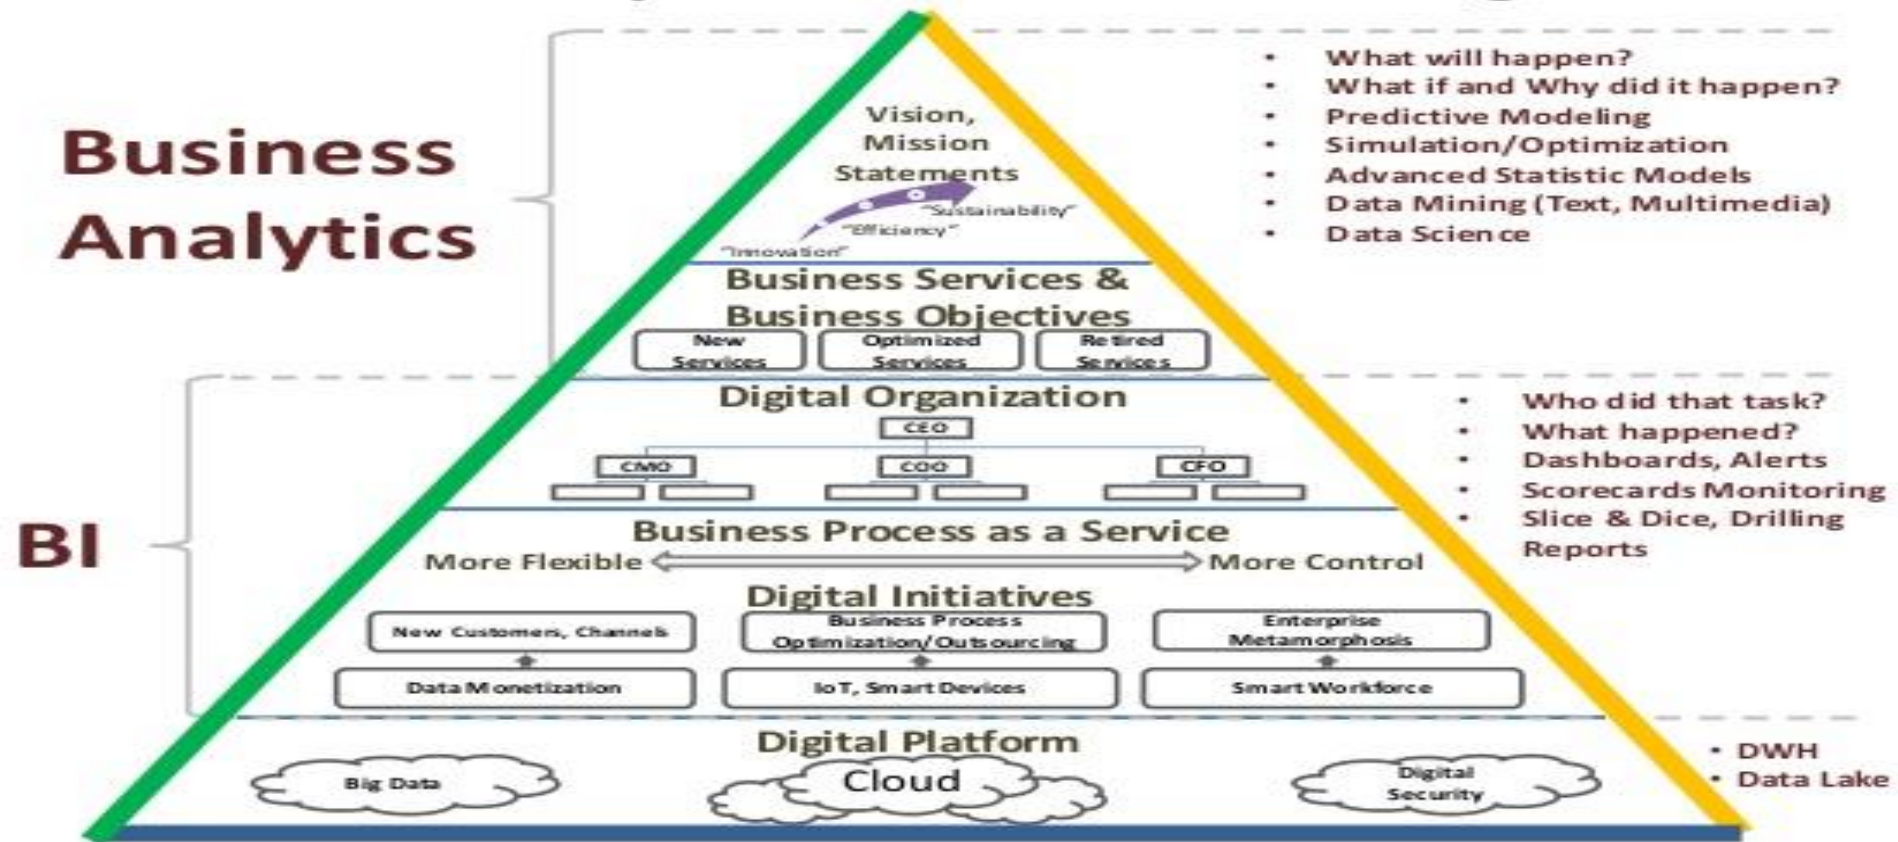 Business
Analytics
Vision,
Mission
Statements
"Sustainability"
"Efficiency"
"Innovation"
• What will happen?
• What if and Why did it happen?
• Predictive Modeling
• Simulation/Optimization
• Advanced Statistic Models
• Data Mining (Text, Multimedia)
• Data Science
Business Services &
Business Objectives
New
Services
Optimized
Services
Retired
Services
BI
Digital Organization
CEO
CMO
COO
CFO
• Who did that task?
• What happened?
• Dashboards, Alerts
• Scorecards Monitoring
• Slice & Dice, Drilling
Reports
Business Process as a Service
More Flexible
More Control
Digital Initiatives
New Customers, Channels
Business Process
Optimization/Outsourcing
Enterprise
Metamorphosis
Data Monetization
IoT, Smart Devices
Smart Workforce
Digital Platform
Big Data
Cloud
Digital
Security
• DWH
• Data Lake